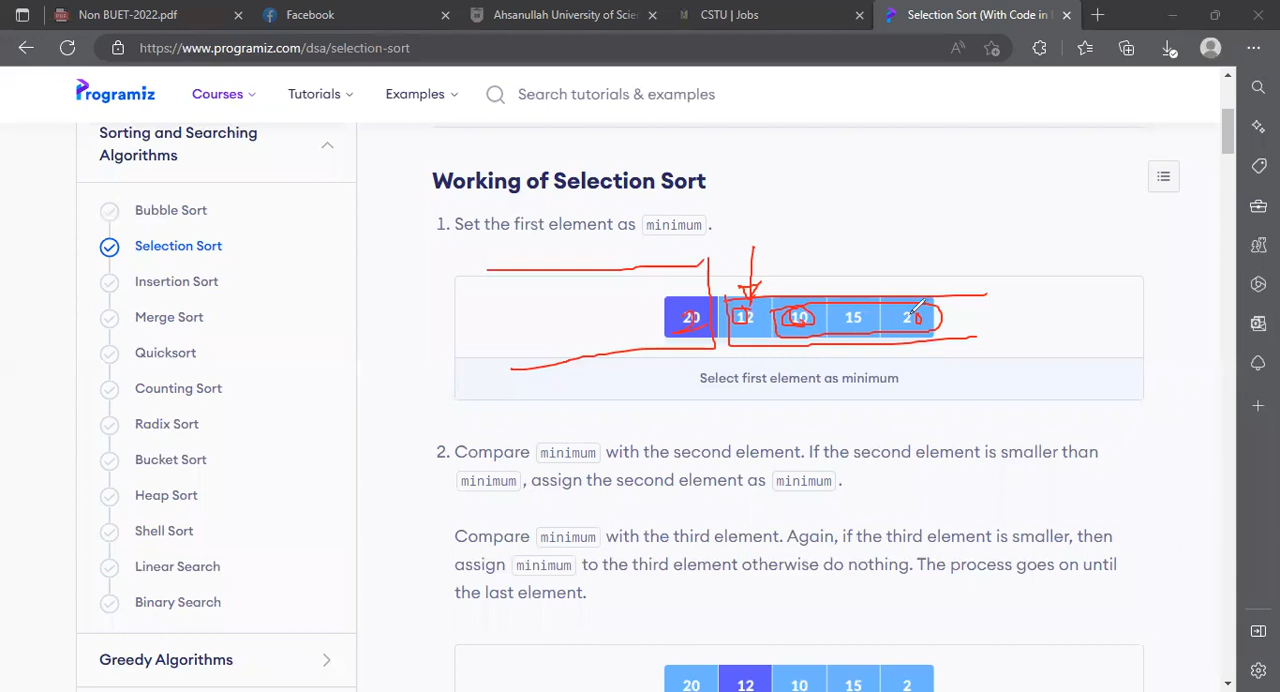 Non BUET-2022.pdf
Facebook
Ahsanullah University of Scien
CSTU | Jobs
Selection Sort (With Code in
https://www.programiz.com/dsa/selection-sort
Programiz
Courses
Tutorials
Examples
Search tutorials & examples
Sorting and Searching
Algorithms
Bubble Sort
Selection Sort
Insertion Sort
Merge Sort
Quicksort
Counting Sort
Radix Sort
Bucket Sort
Heap Sort
Shell Sort
Linear Search
Binary Search
Greedy Algorithms
Working of Selection Sort
1. Set the first element as minimum.
20 12 10 15 2
Select first element as minimum
2. Compare minimum with the second element. If the second element is smaller than
minimum, assign the second element as minimum.
Compare minimum with the third element. Again, if the third element is smaller, then
assign minimum to the third element otherwise do nothing. The process goes on until
the last element.
20 12 10 15 2